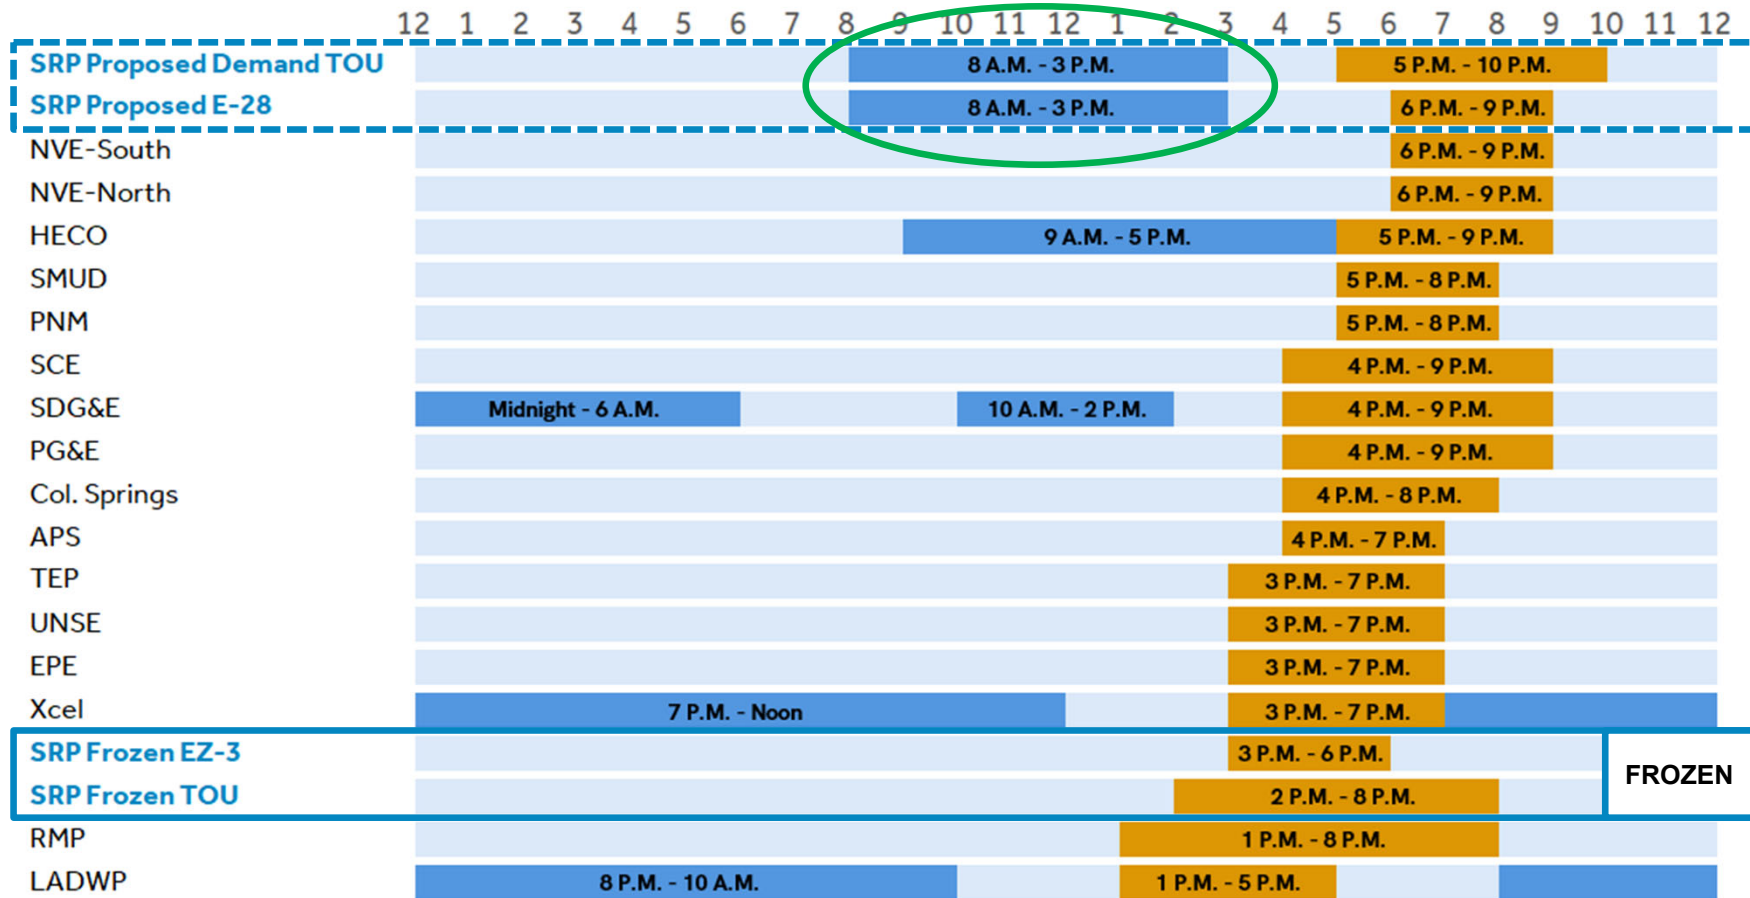 12 1 2 3 4 5 6 7 8 9 10 11 12 1 2 3 4 5 6 7 8 9 10 11 12
SRP Proposed Demand TOU 8 A.M. - 3 P.M. 5 P.M. - 10 P.M.
SRP Proposed E-28 8 A.M. - 3 P.M. 6 P.M. - 9 P.M.
NVE-South 6 P.M. - 9 P.M.
NVE-North 6 P.M. - 9 P.M.
HECO 9 A.M. - 5 P.M. 5 P.M. - 9 P.M.
SMUD 5 P.M. - 8 P.M.
PNM 5 P.M. - 8 P.M.
SCE 4 P.M. - 9 P.M.
SDG&E Midnight - 6 A.M. 10 A.M. - 2 P.M. 4 P.M. - 9 P.M.
PG&E 4 P.M. - 9 P.M.
Col. Springs 4 P.M. - 8 P.M.
APS 4 P.M. - 7 P.M.
TEP 3 P.M. - 7 P.M.
UNSE 3 P.M. - 7 P.M.
EPE 3 P.M. - 7 P.M.
Xcel 7 P.M. - Noon 3 P.M. - 7 P.M.
SRP Frozen EZ-3 3 P.M. - 6 P.M.
FROZEN
SRP Frozen TOU 2 P.M. - 8 P.M.
RMP 1 P.M. - 8 P.M.
LADWP 8 P.M. - 10 A.M. 1 P.M. - 5 P.M.